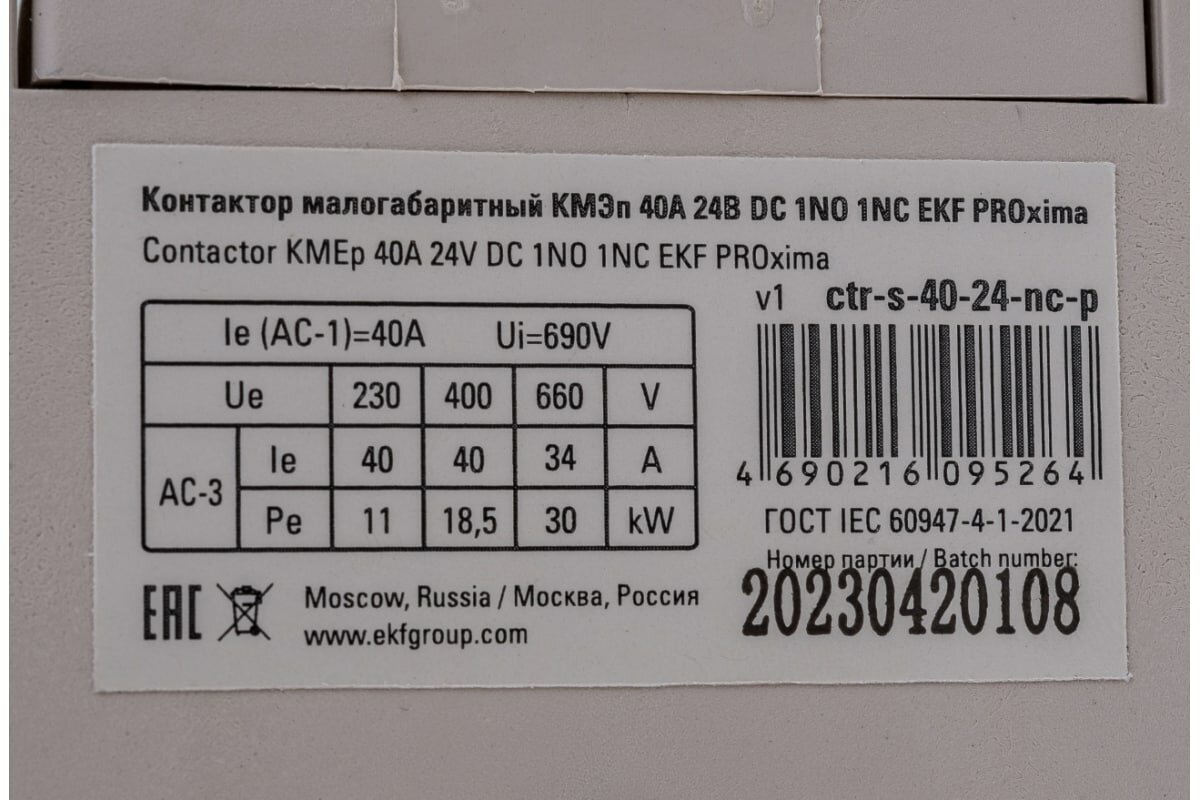 Контактор малогабаритный КМЭп 40А 24В DC 1NO 1NC EKF PROxima
Contactor KMEp 40A 24V DC 1NO 1NC EKF PROxima
v1 ctr-s-40-24-nc-p
Ie (AC-1)=40A Ui=690V
Ue 230 400 660 V
AC-3
Ie 40 40 34 A
Pe 11 18,5 30 kW
4 690216 095264
ГОСТ IEC 60947-4-1-2021
Номер партии / Batch number:
20230420108
EAC
Moscow, Russia / Москва, Россия
www.ekfgroup.com